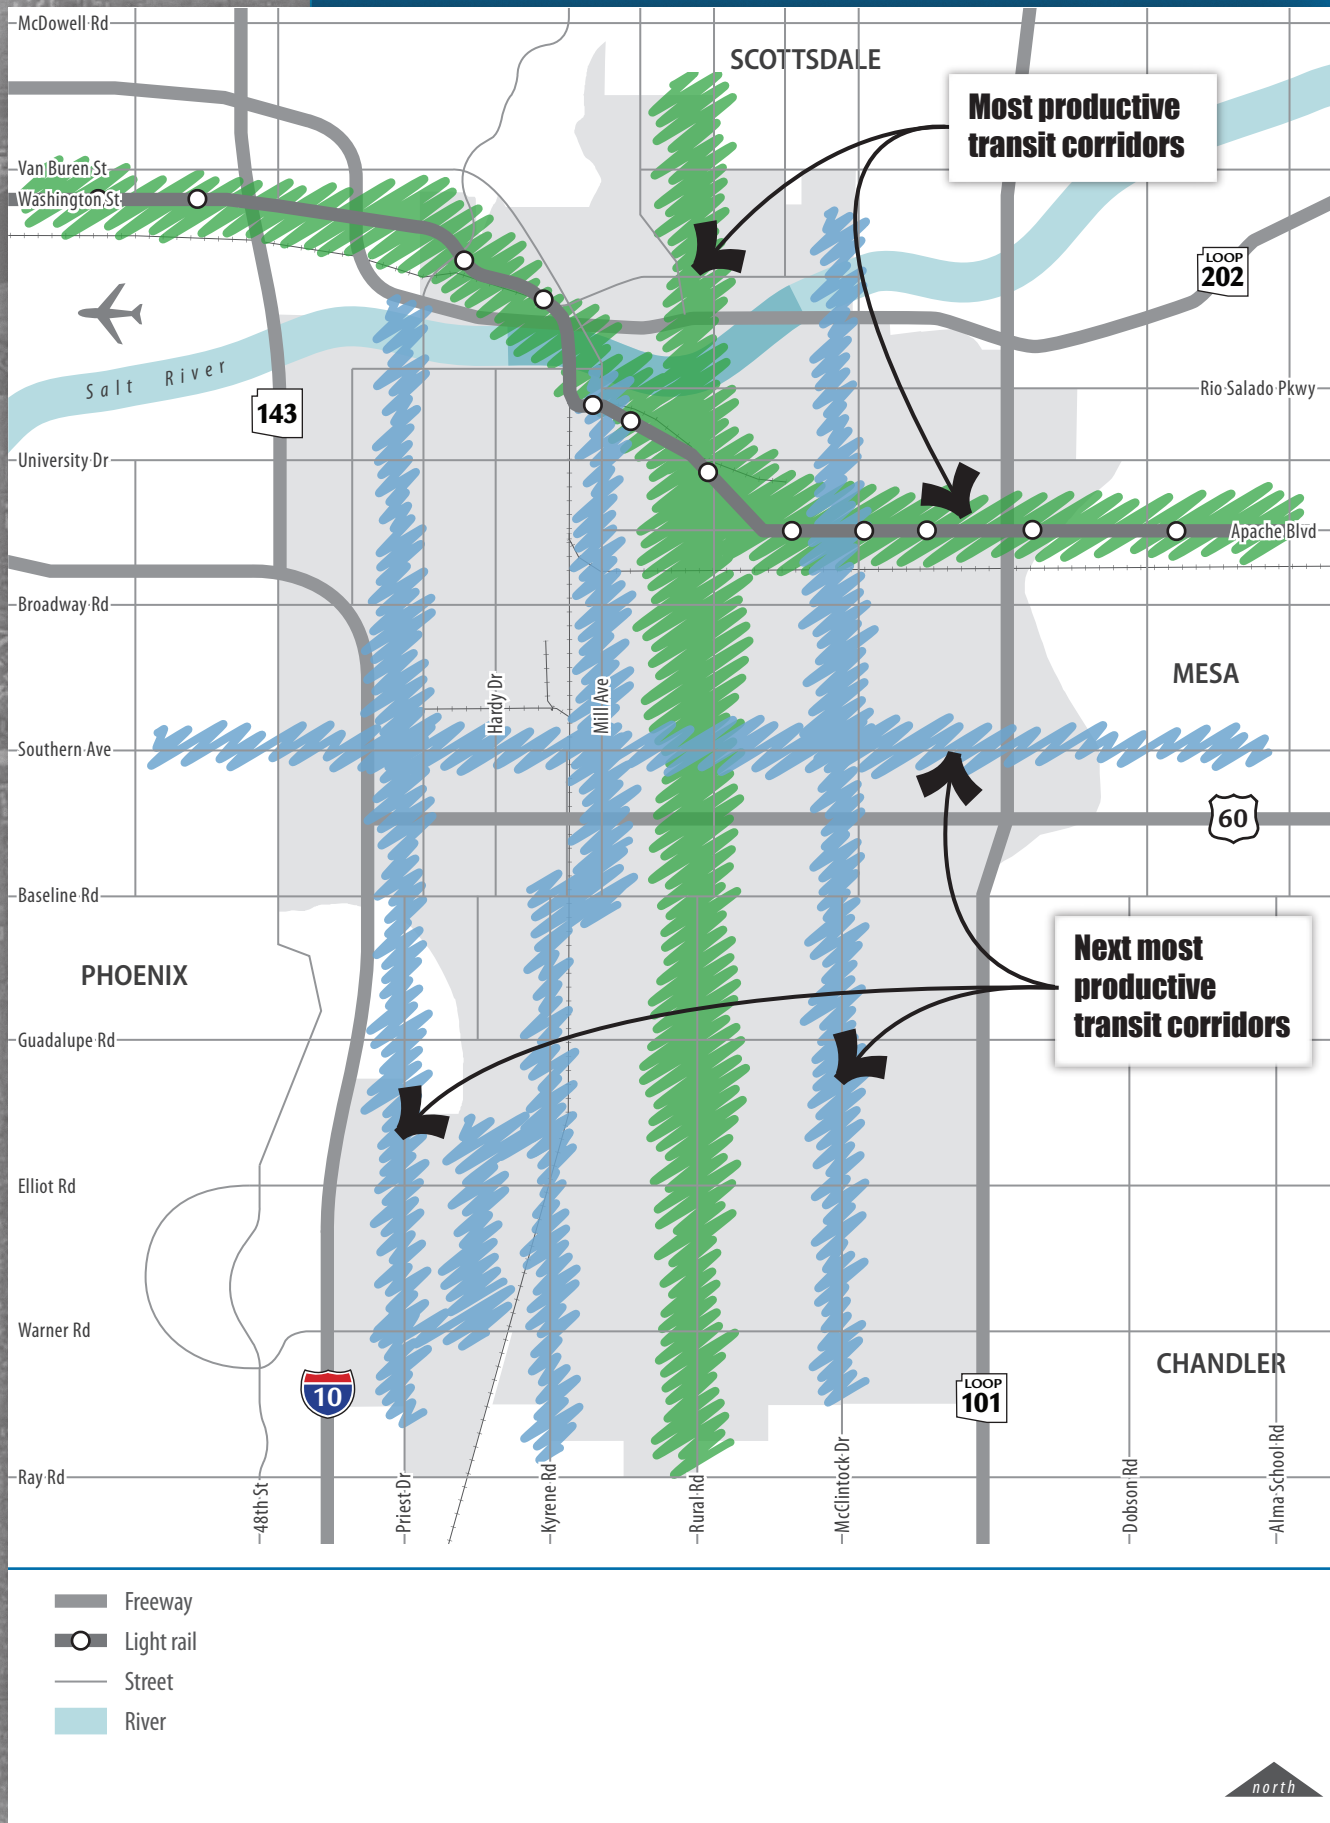 McDowell Rd
SCOTTSDALE
Most productive
transit corridors
Van Buren St
Washington St
LOOP
202
Salt River
143
Rio Salado Pkwy
University Dr
Apache Blvd
Broadway Rd
MESA
Hardy Dr
Mill Ave
Southern Ave
60
Baseline Rd
PHOENIX
Next most
productive
transit corridors
Guadalupe Rd
Elliot Rd
Warner Rd
CHANDLER
10
LOOP
101
Ray Rd
48th St
Priest Dr
Kyrene Rd
Rural Rd
McClintock Dr
Dobson Rd
Alma School Rd
Freeway
Light rail
Street
River
north